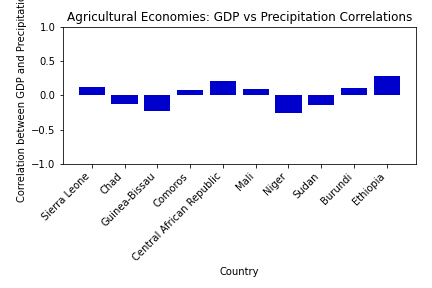 Agricultural Economies: GDP vs Precipitation Correlations
Correlation between GDP and
1.0
0.5
0.0
−0.5
−1.0
Sierra Leone
Chad
Guinea-Bissau
Comoros
Central African Republic
Mali
Niger
Sudan
Burundi
Ethiopia
Country